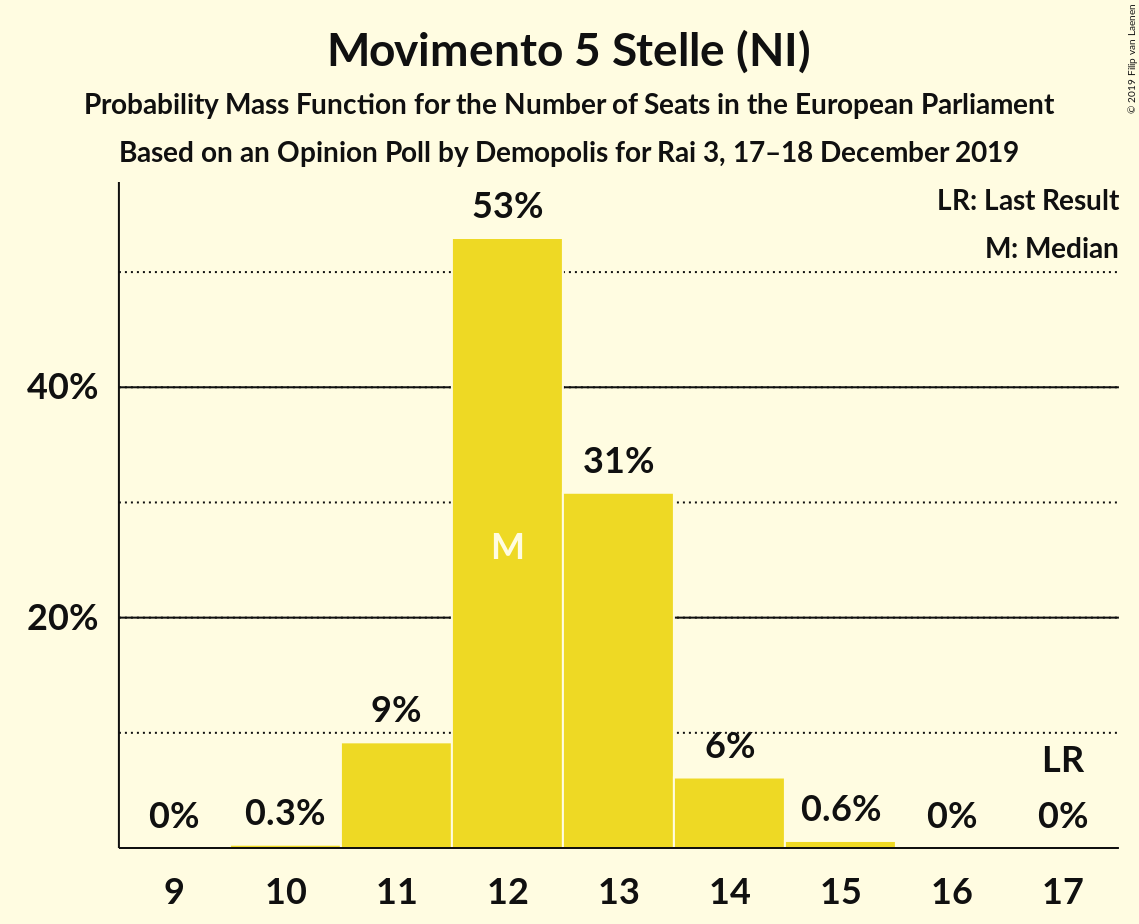 Movimento 5 Stelle (NI)
Probability Mass Function for the Number of Seats in the European Parliament
Based on an Opinion Poll by Demopolis for Rai 3, 17–18 December 2019
© 2019 Filip van Laenen
LR: Last Result
M: Median
53%
40%
31%
M
20%
9%
6%
LR
0%
0.3%
0.6%
0%
0%
9 10 11 12 13 14 15 16 17